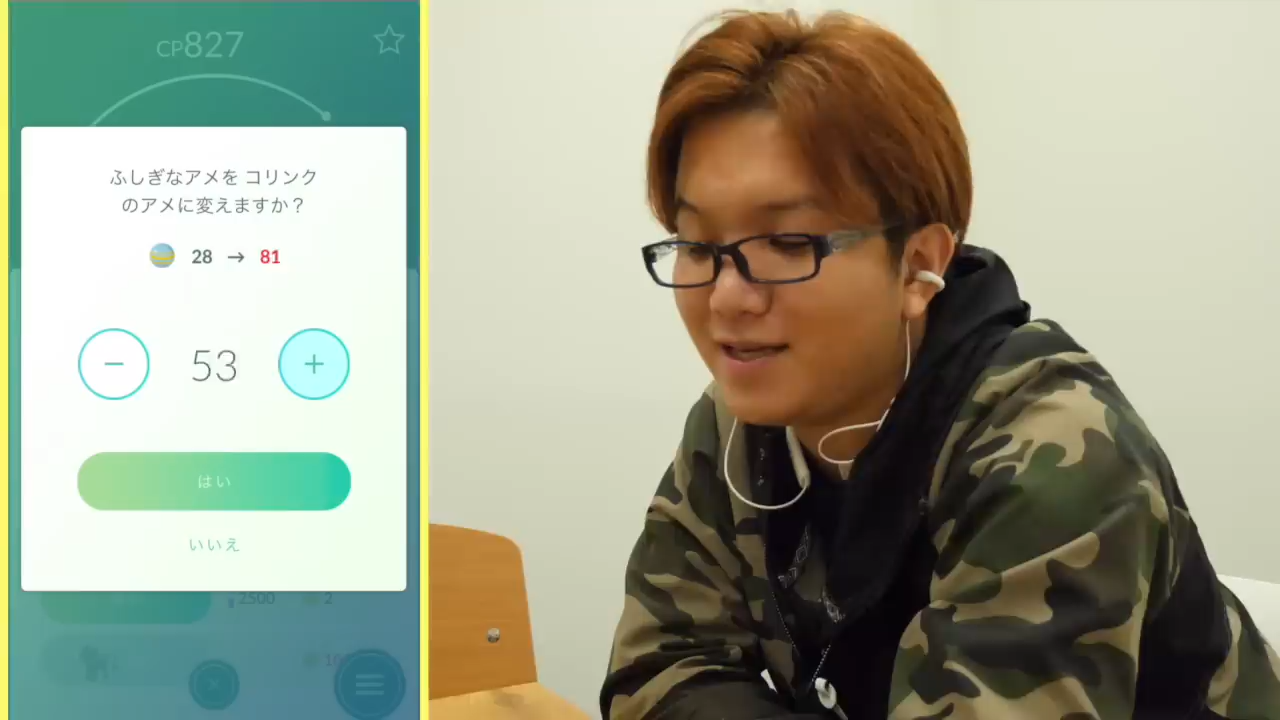 CP827
ふしぎなアメを コリンク
のアメに変えますか？
28 → 81
− 53 +
はい
いいえ
2500 2